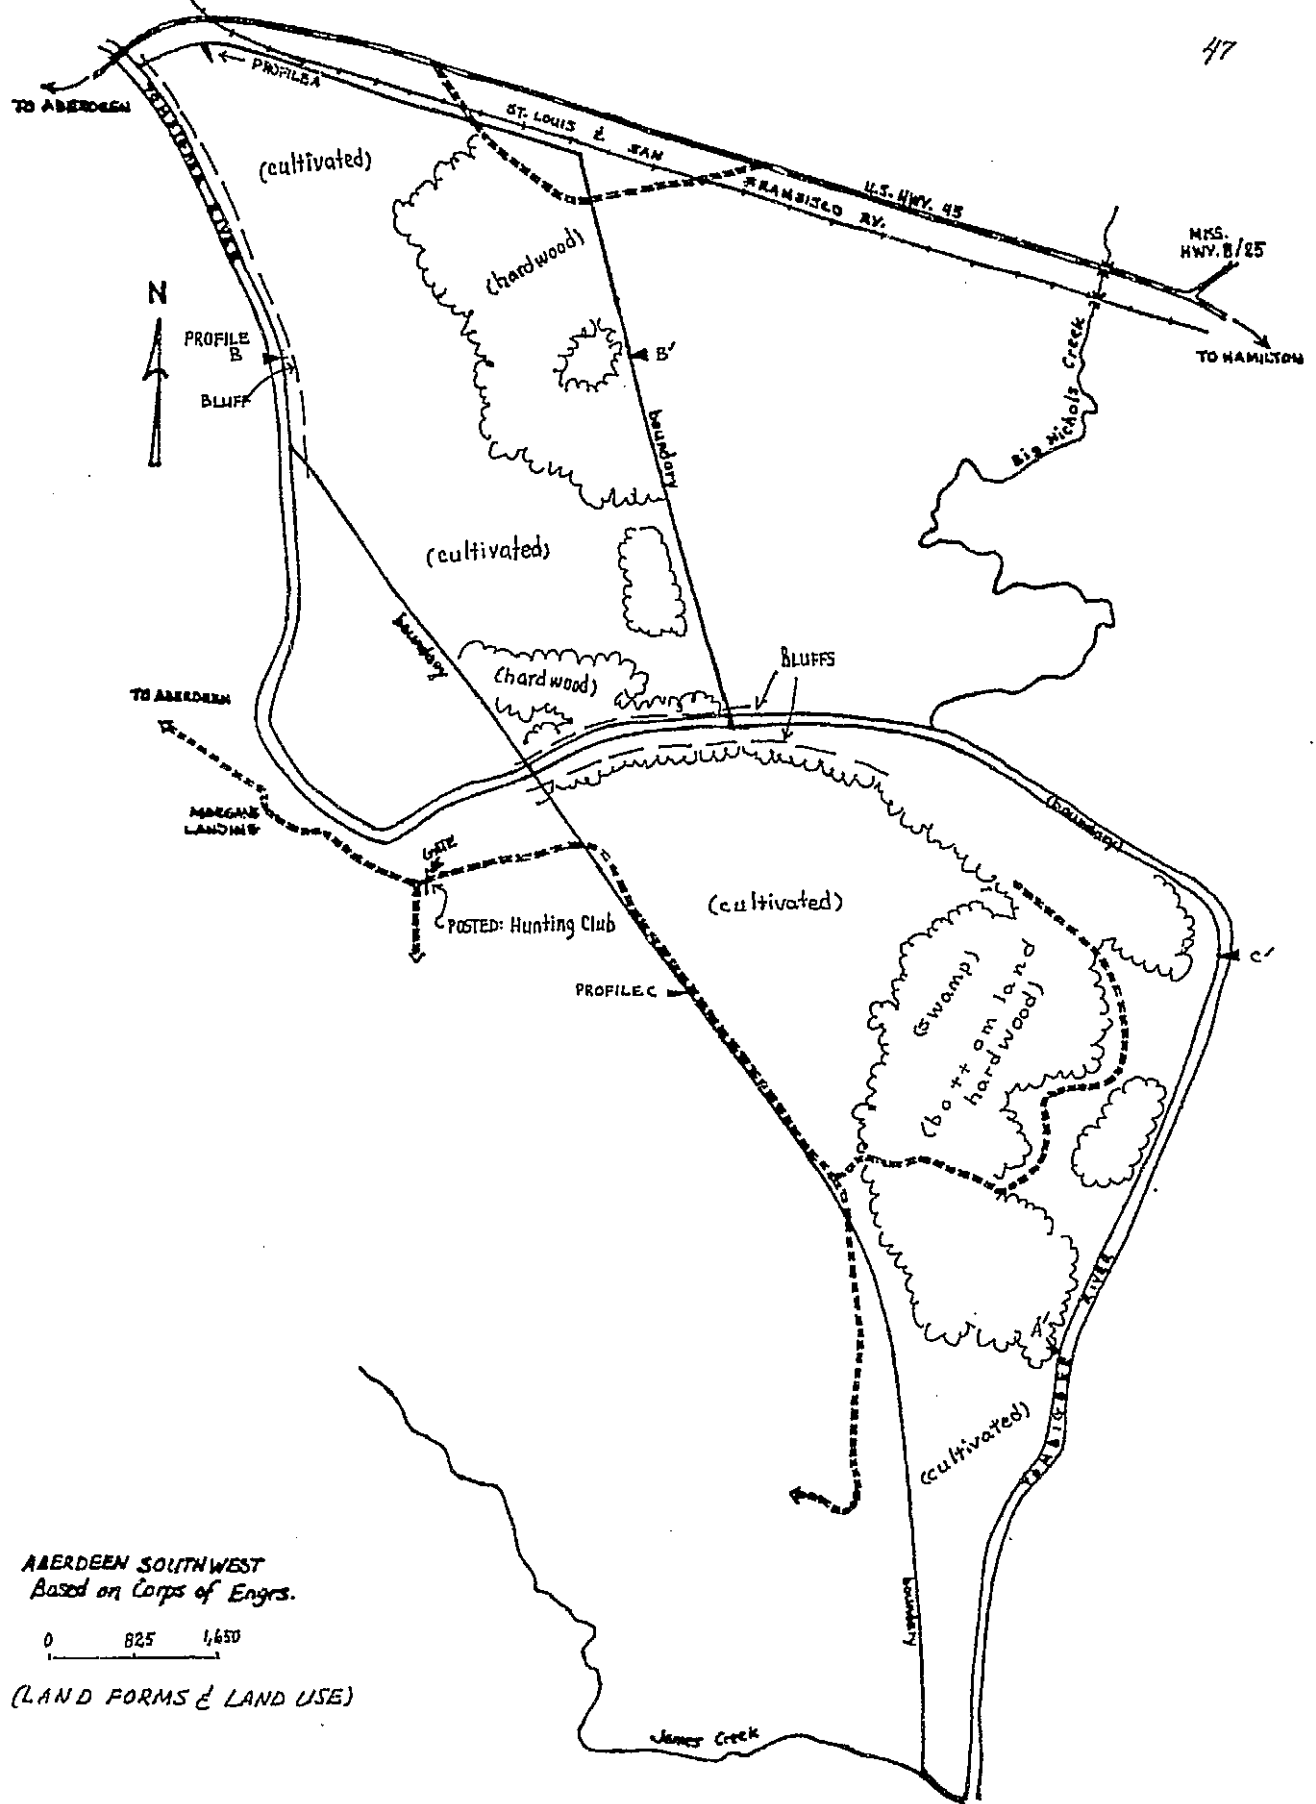 47
TO ABERDEEN
PROFILE A
ST. LOUIS & SAN
FRANSISCO RY.
U.S. HWY. 45
MISS.
HWY. 8/25
TO HAMILTON
TOMBIGBEE RIVER
(cultivated)
(hardwood)
N
PROFILE
B
BLUFF
B'
boundary
Big Nichols Creek
(cultivated)
boundary
(hardwood)
BLUFFS
TO ABERDEEN
MORGANS
LANDING
GATE
POSTED: Hunting Club
(boundary)
(cultivated)
(swamp)
(bottom land
hardwood)
C'
PROFILE C
RIVER
A'
TOMBIGBEE
(cultivated)
boundary
James Creek
ABERDEEN SOUTHWEST
Based on Corps of Engrs.
0 825 1,650
(LAND FORMS & LAND USE)